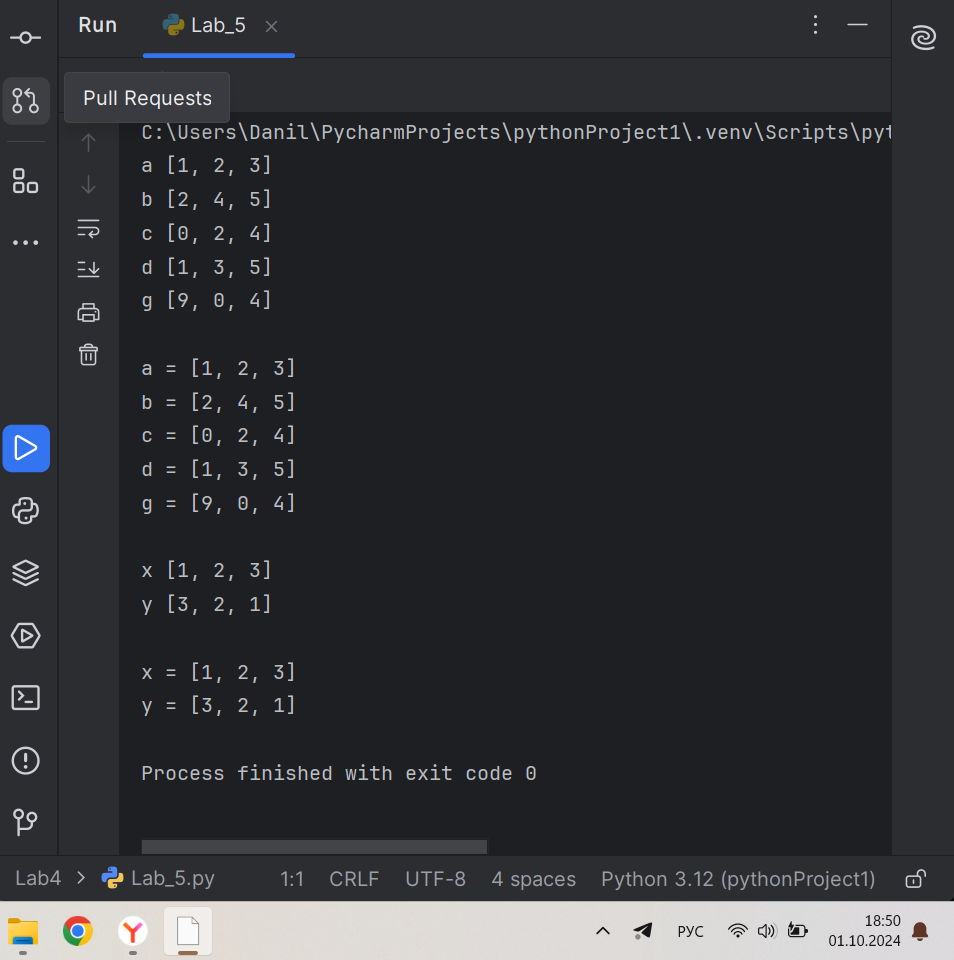 Run
Lab_5
Pull Requests
C:\Users\Danil\PycharmProjects\pythonProject1\.venv\Scripts\pyt
a [1, 2, 3]
b [2, 4, 5]
c [0, 2, 4]
d [1, 3, 5]
g [9, 0, 4]
a = [1, 2, 3]
b = [2, 4, 5]
c = [0, 2, 4]
d = [1, 3, 5]
g = [9, 0, 4]
x [1, 2, 3]
y [3, 2, 1]
x = [1, 2, 3]
y = [3, 2, 1]
Process finished with exit code 0
Lab4 > Lab_5.py 1:1 CRLF UTF-8 4 spaces Python 3.12 (pythonProject1)
РУС
18:50
01.10.2024